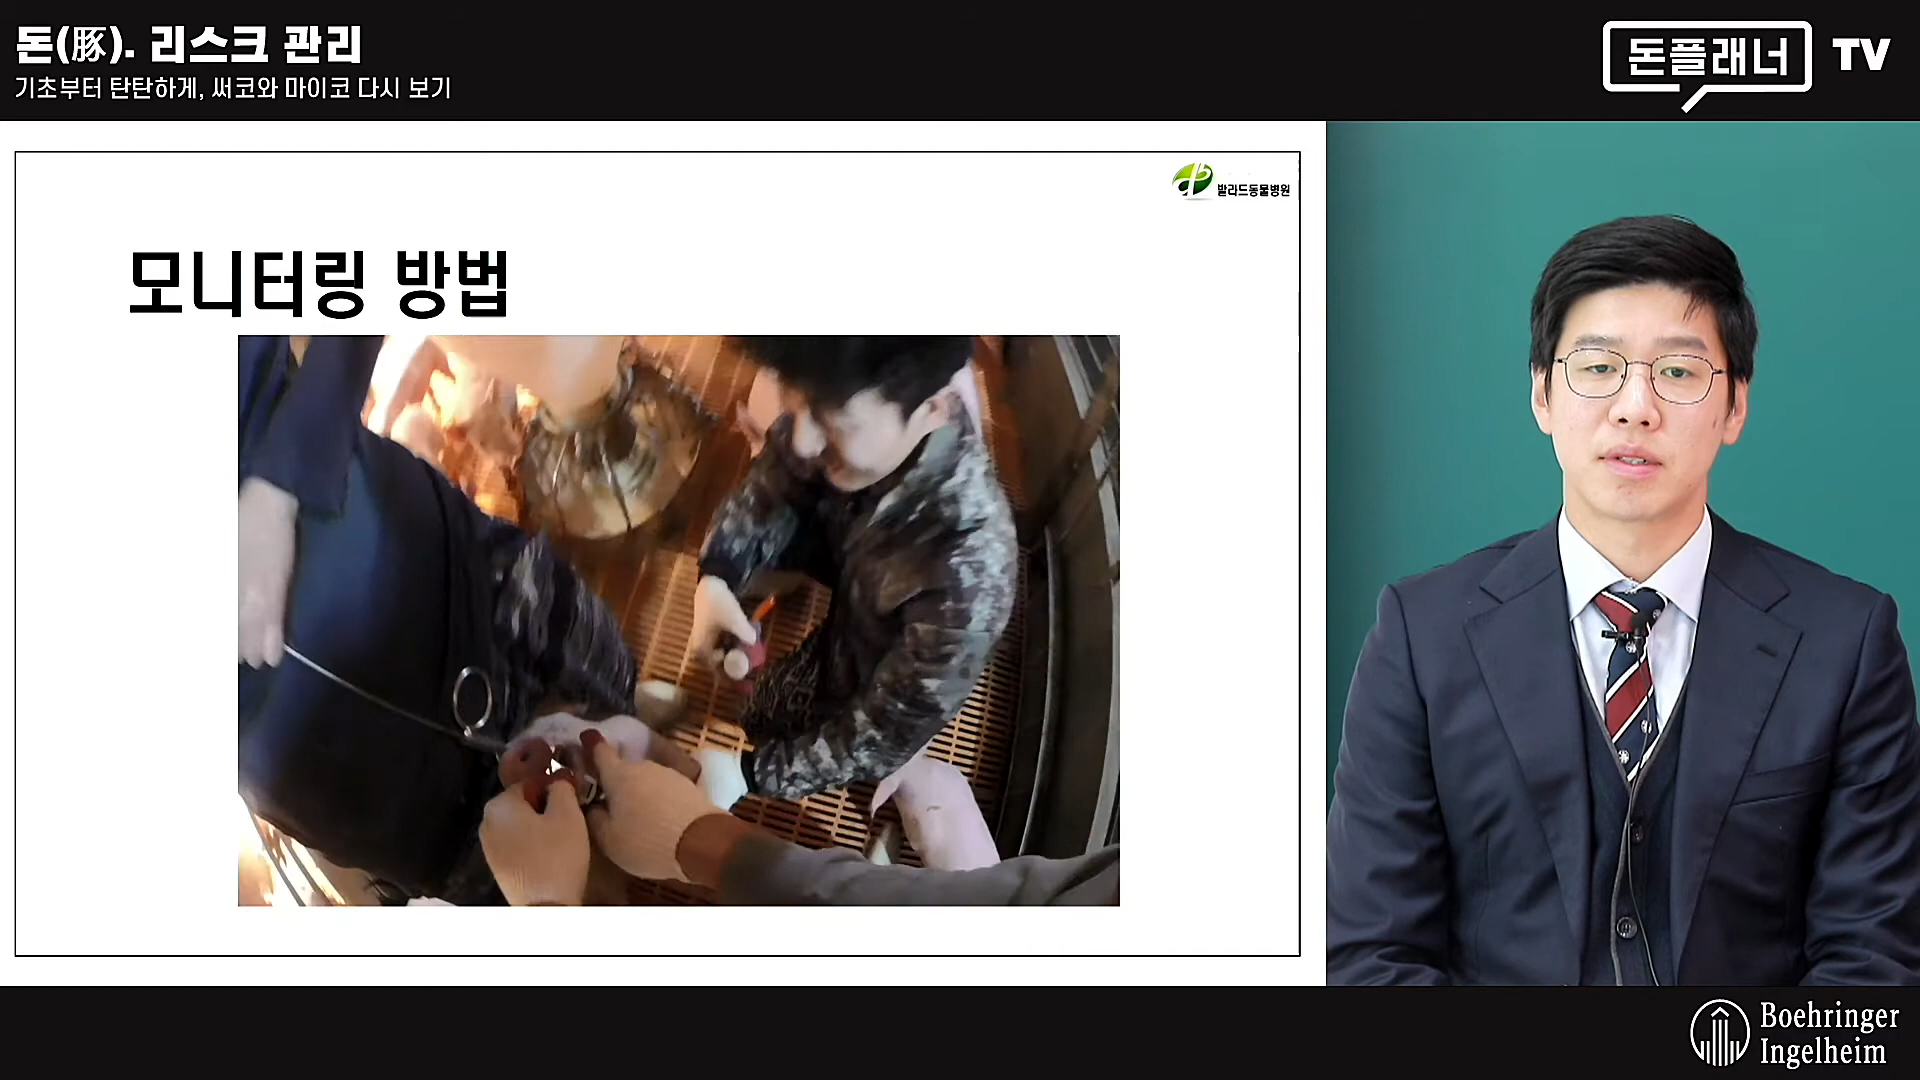 돈(豚). 리스크 관리
기초부터 탄탄하게, 써코와 마이코 다시 보기
돈플래너 TV
발라드동물병원
모니터링 방법
Boehringer
Ingelheim